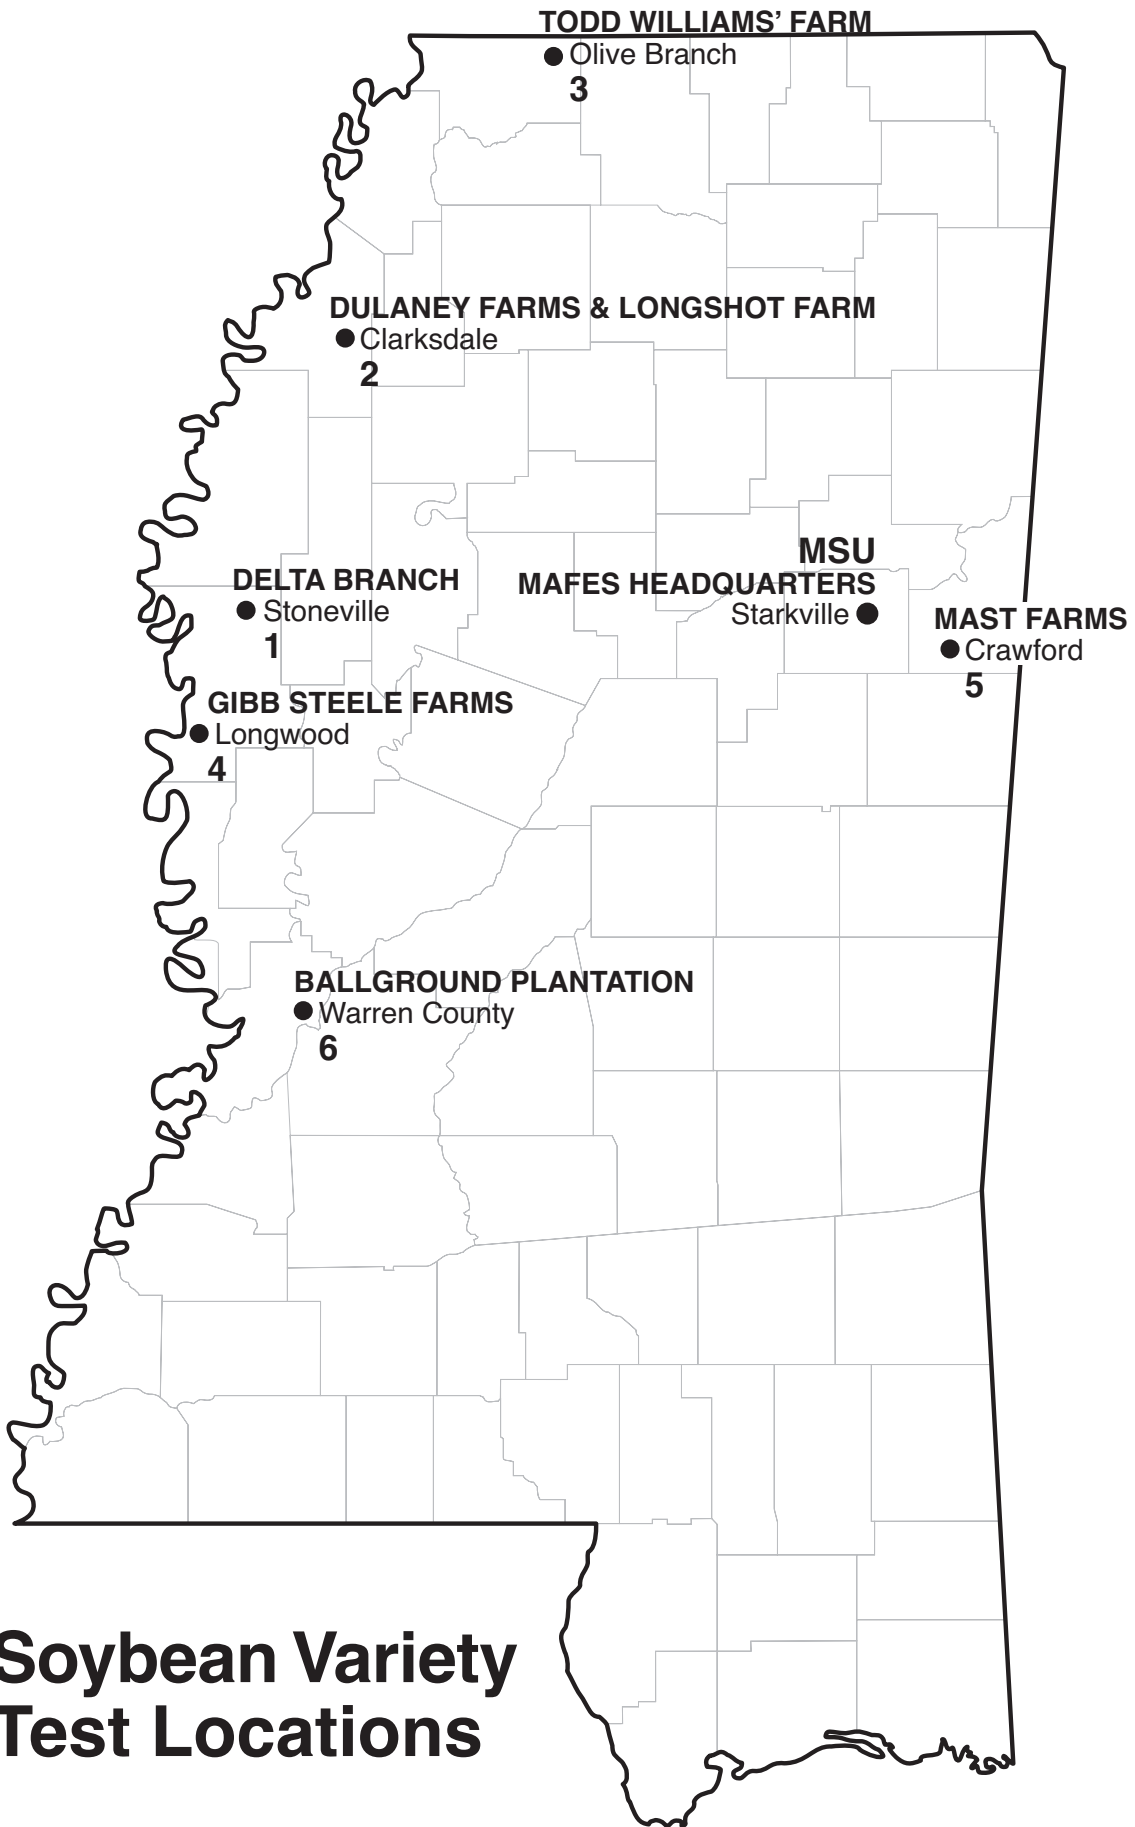 TODD WILLIAMS’ FARM
Olive Branch
3
DULANEY FARMS & LONGSHOT FARM
Clarksdale
2
MSU
MAFES HEADQUARTERS
Starkville
DELTA BRANCH
Stoneville
1
MAST FARMS
Crawford
5
GIBB STEELE FARMS
Longwood
4
BALLGROUND PLANTATION
Warren County
6
Soybean Variety
Test Locations